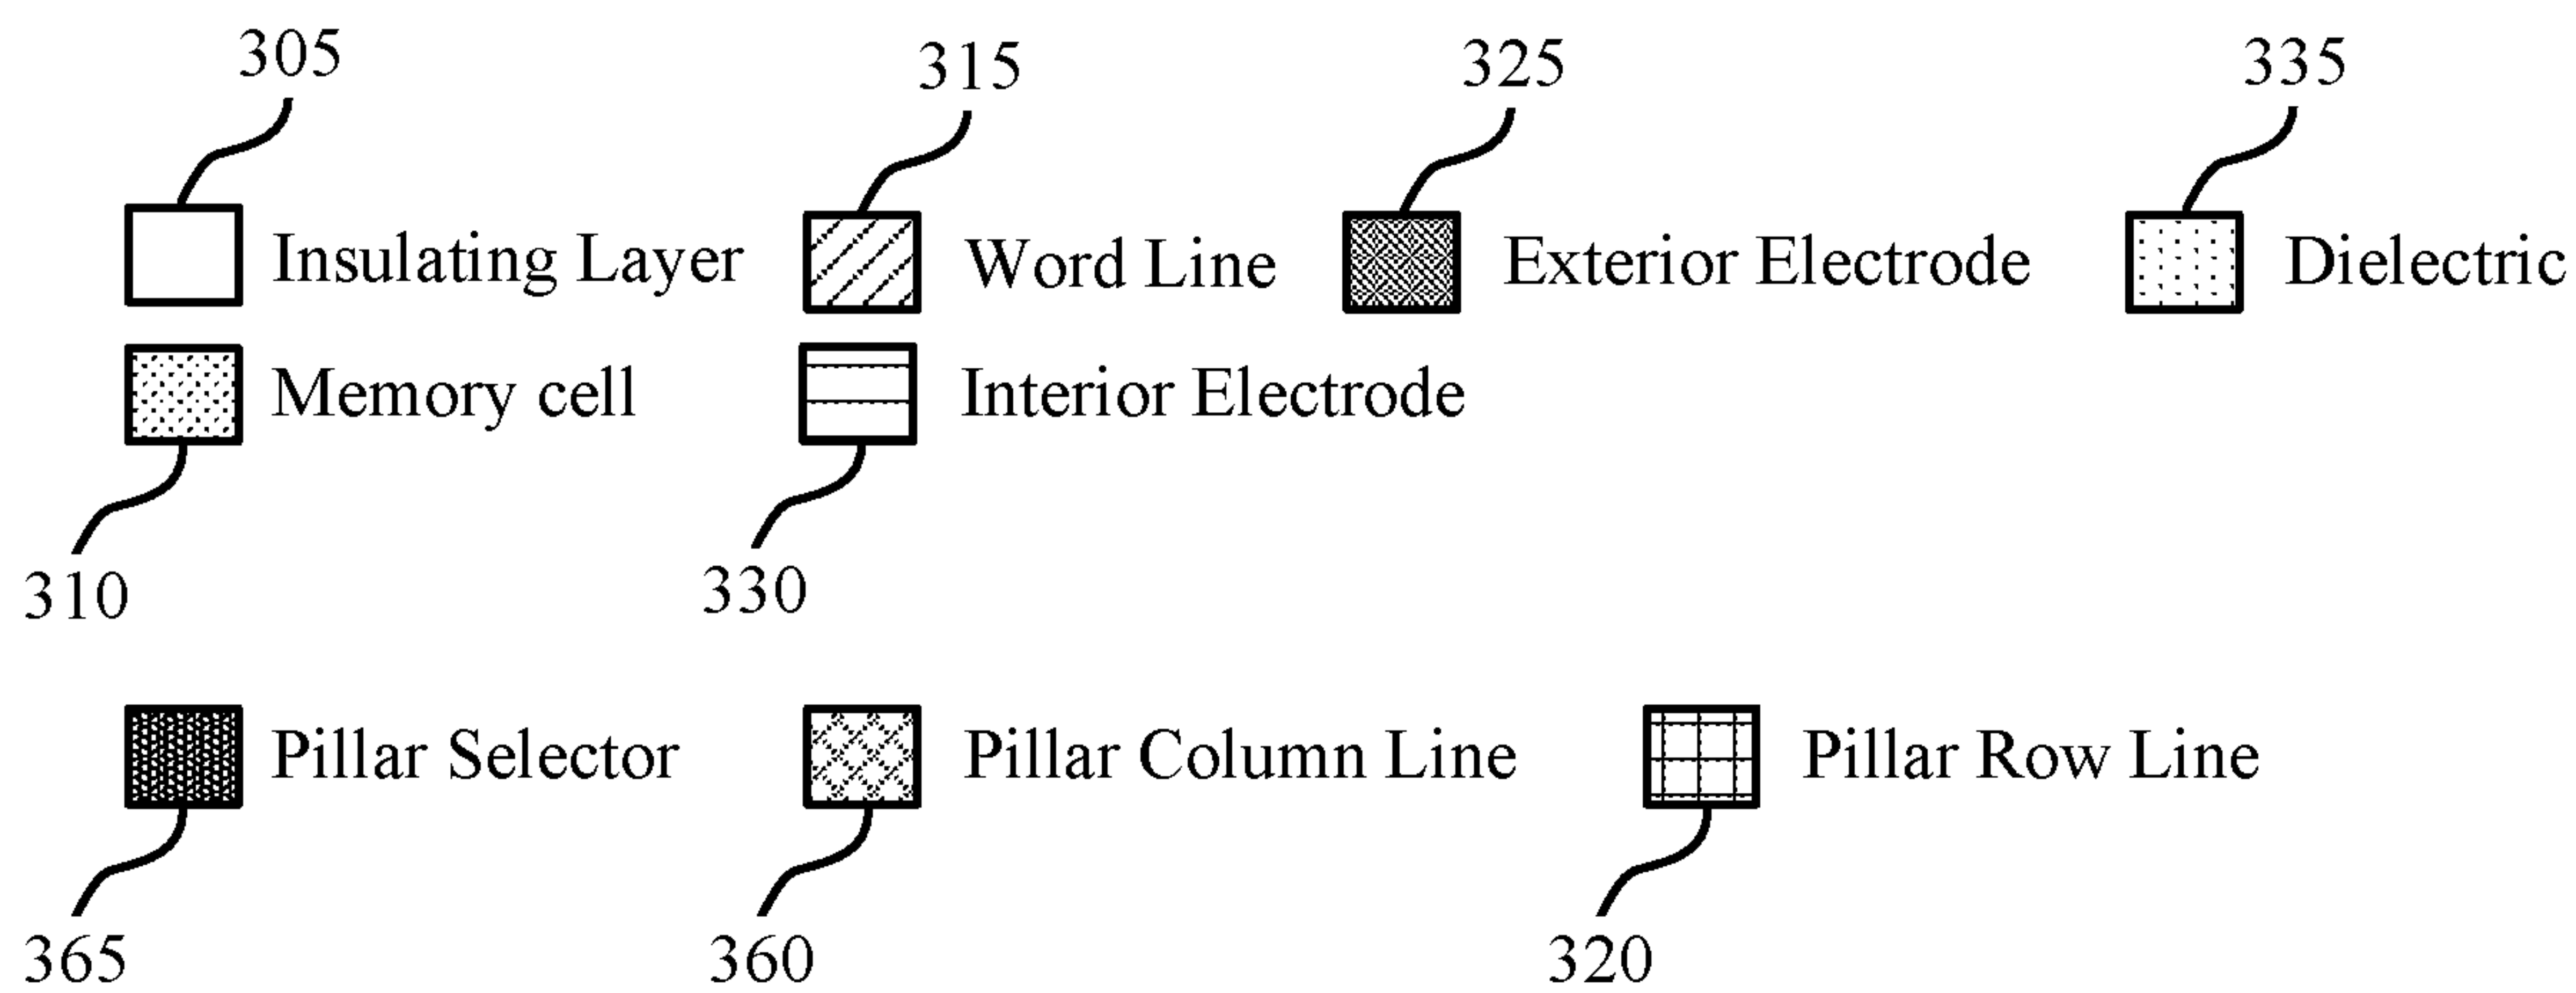 305 315 325 335
Insulating Layer Word Line Exterior Electrode Dielectric
Memory cell Interior Electrode
310 330
Pillar Selector Pillar Column Line Pillar Row Line
365 360 320